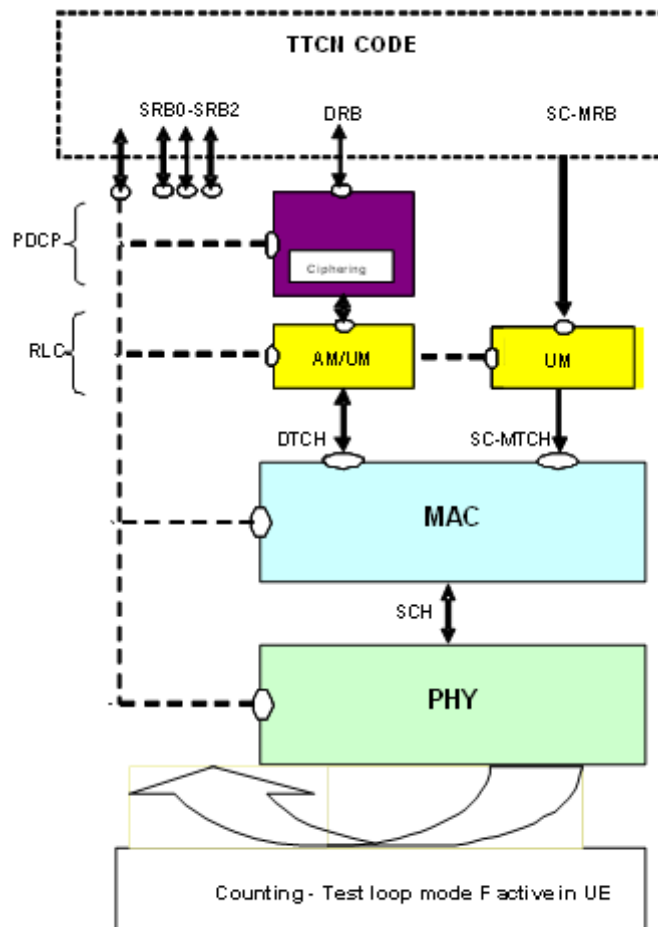 TTCN CODE
SRB0-SRB2
DRB
SC-MRB
PDCP
Ciphering
RLC
AM/UM
UM
DTCH
SC-MTCH
MAC
SCH
PHY
Counting - Test loop mode F active in UE